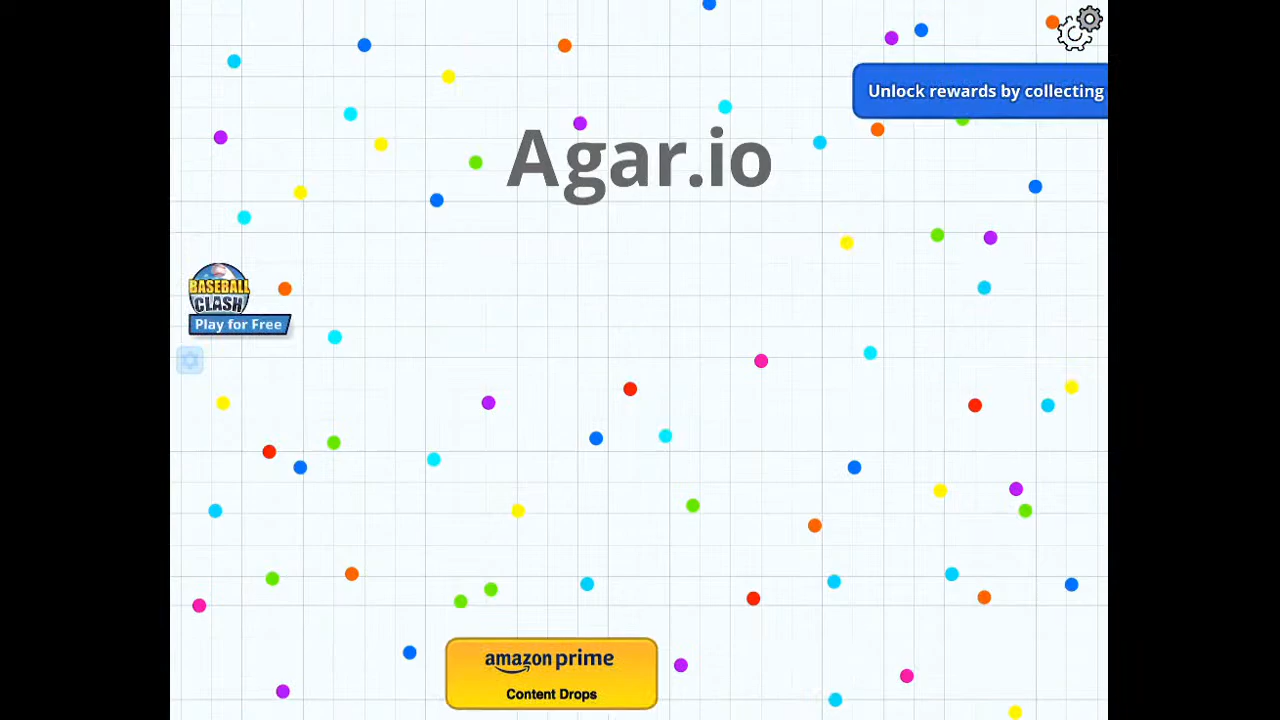 Unlock rewards by collecting
Agar.io
BASEBALL
CLASH
Play for Free
amazon prime
Content Drops